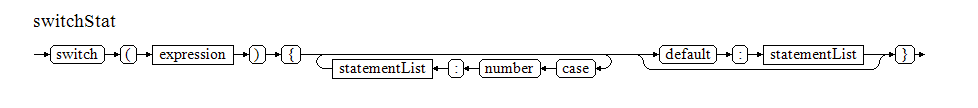 switchStat
switch ( expression ) { default : statementList }
statementList : number case